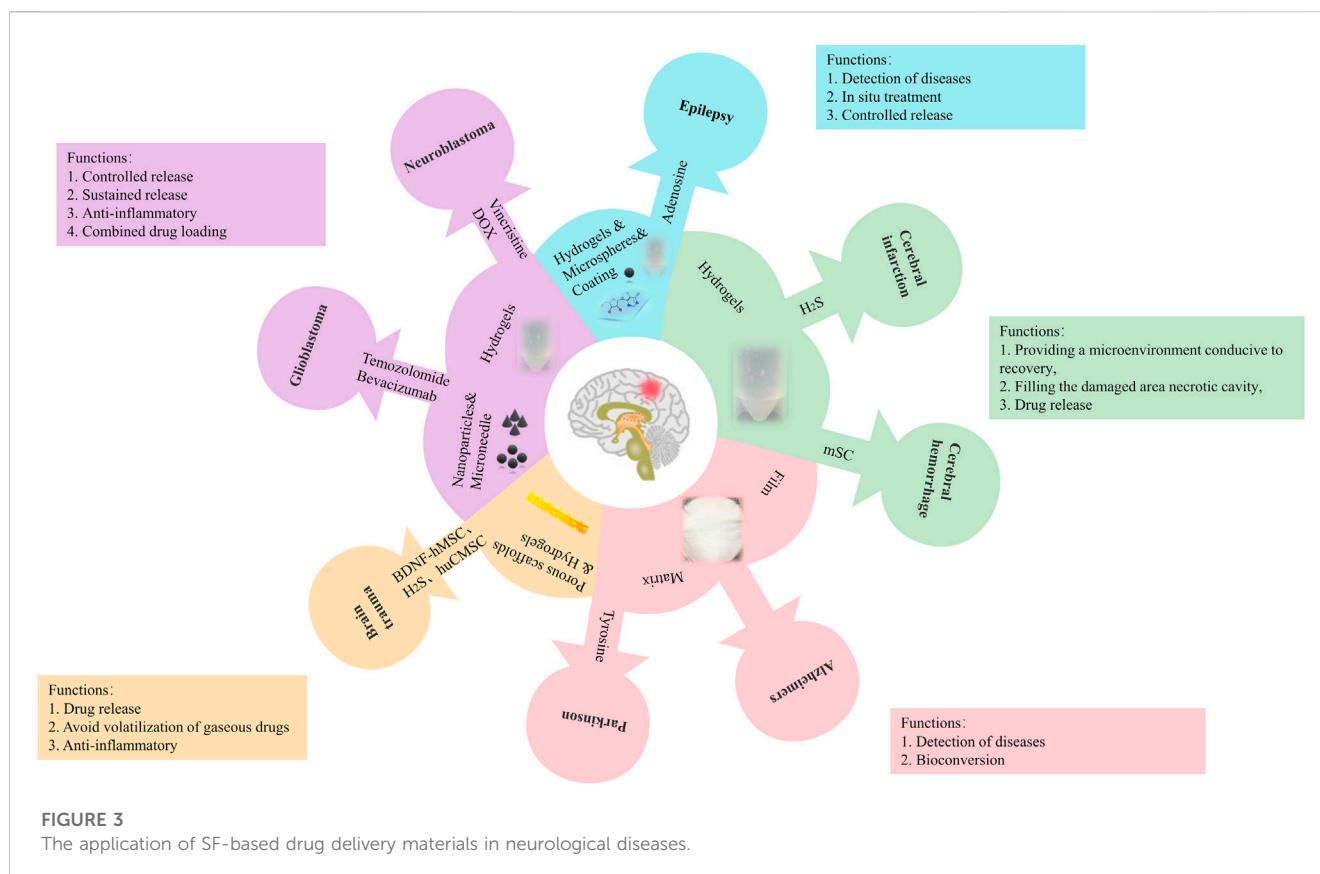 Functions:
1. Detection of diseases
2. In situ treatment
3. Controlled release
Epilepsy
Adenosine
Hydrogels &
Microspheres&
Coating
Functions:
1. Controlled release
2. Sustained release
3. Anti-inflammatory
4. Combined drug loading
Neuroblastoma
Vincristine
DOX
Hydrogels
Glioblastoma
Temozolomide
Bevacizumab
Nanoparticles&
Microneedle
Hydrogels
Cerebral
infarction
H2S
Functions:
1. Providing a microenvironment conducive to
recovery,
2. Filling the damaged area necrotic cavity,
3. Drug release
mSC
Cerebral
hemorrhage
Film
Matrix
Alzheimers
Tyrosine
Parkinson
Functions:
1. Detection of diseases
2. Bioconversion
Porous scaffolds
& Hydrogels
BDNF-hMSC、
H2S、huCMSC
Brain
trauma
Functions:
1. Drug release
2. Avoid volatilization of gaseous drugs
3. Anti-inflammatory
FIGURE 3
The application of SF-based drug delivery materials in neurological diseases.